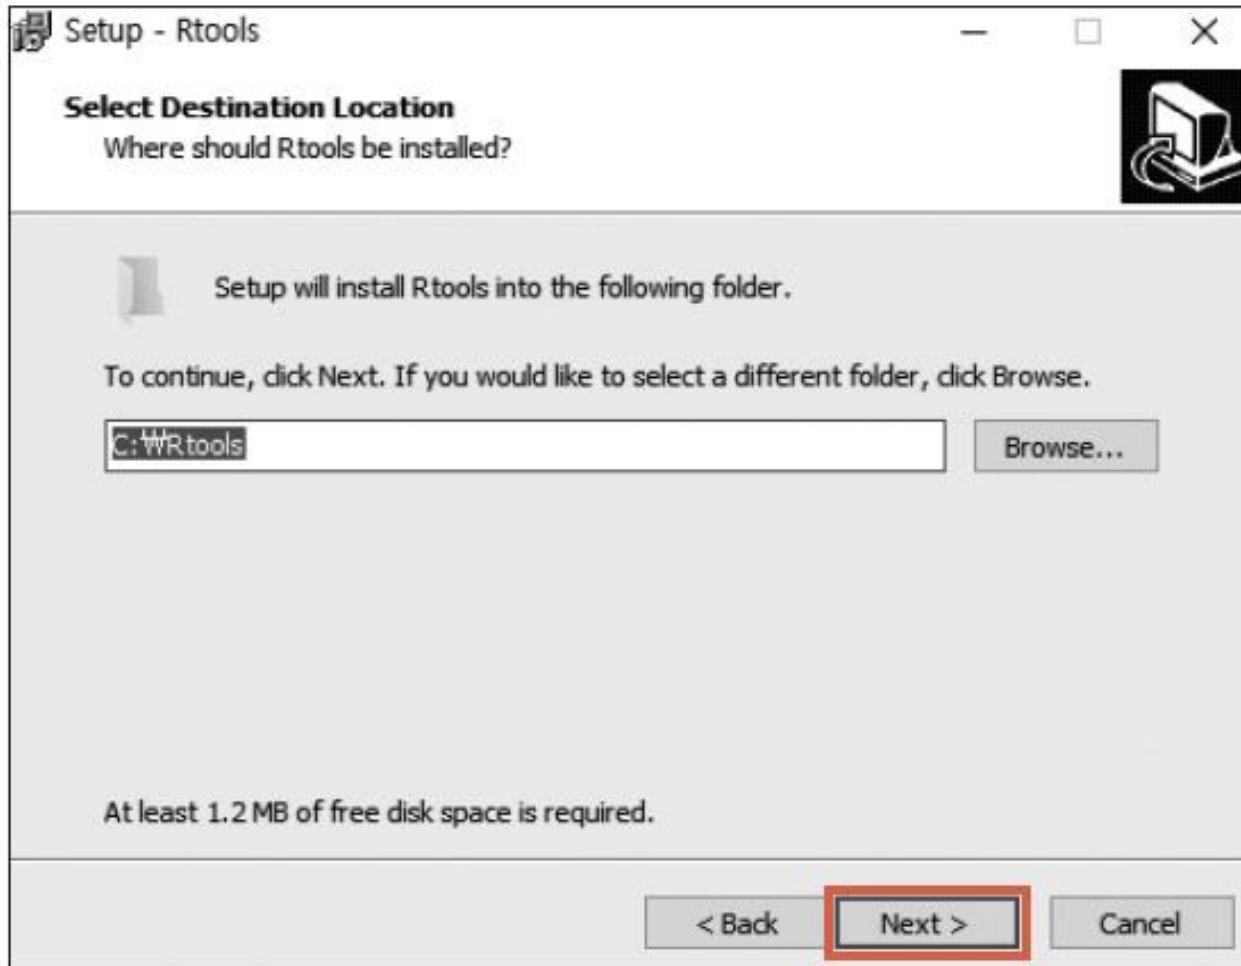 Setup - Rtools
Select Destination Location
Where should Rtools be installed?
Setup will install Rtools into the following folder.
To continue, click Next. If you would like to select a different folder, click Browse.
C:₩Rtools
Browse...
At least 1.2 MB of free disk space is required.
< Back
Next >
Cancel